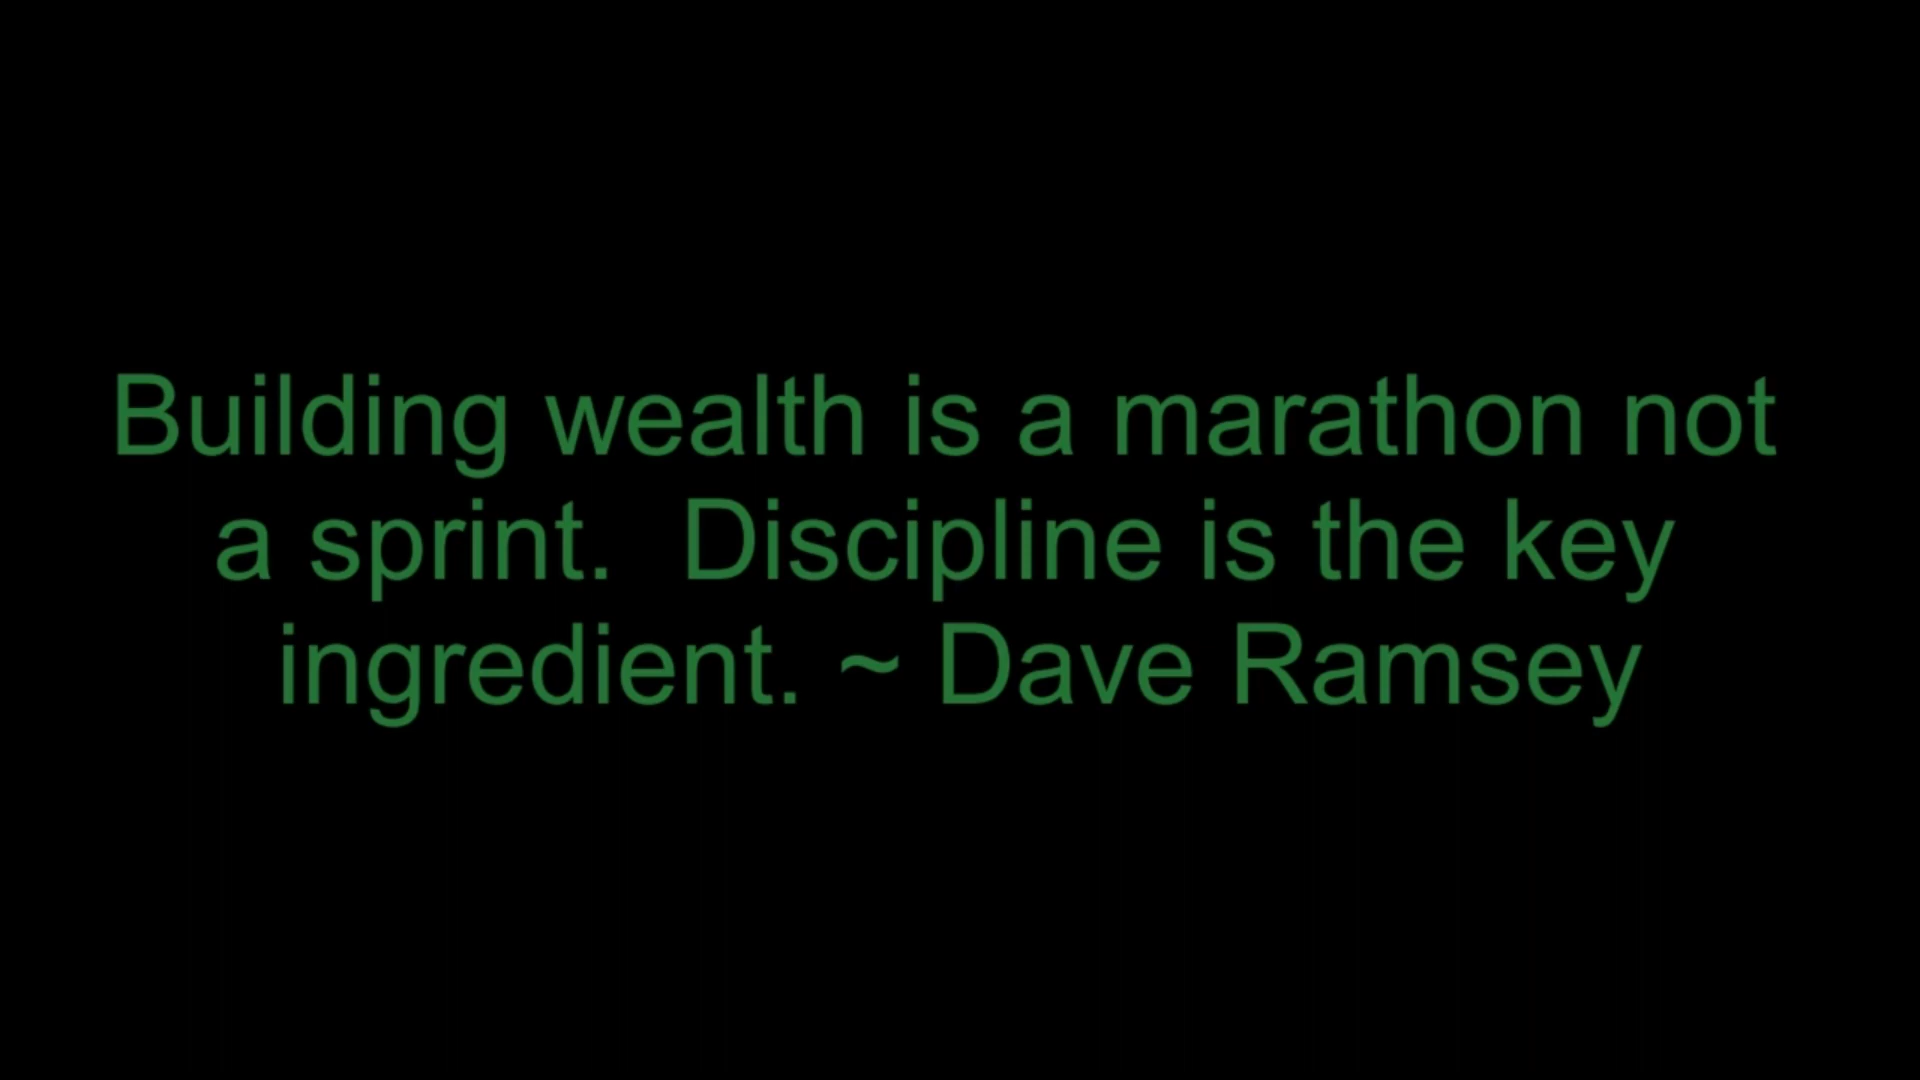 Building wealth is a marathon not
a sprint.  Discipline is the key
ingredient. ~ Dave Ramsey